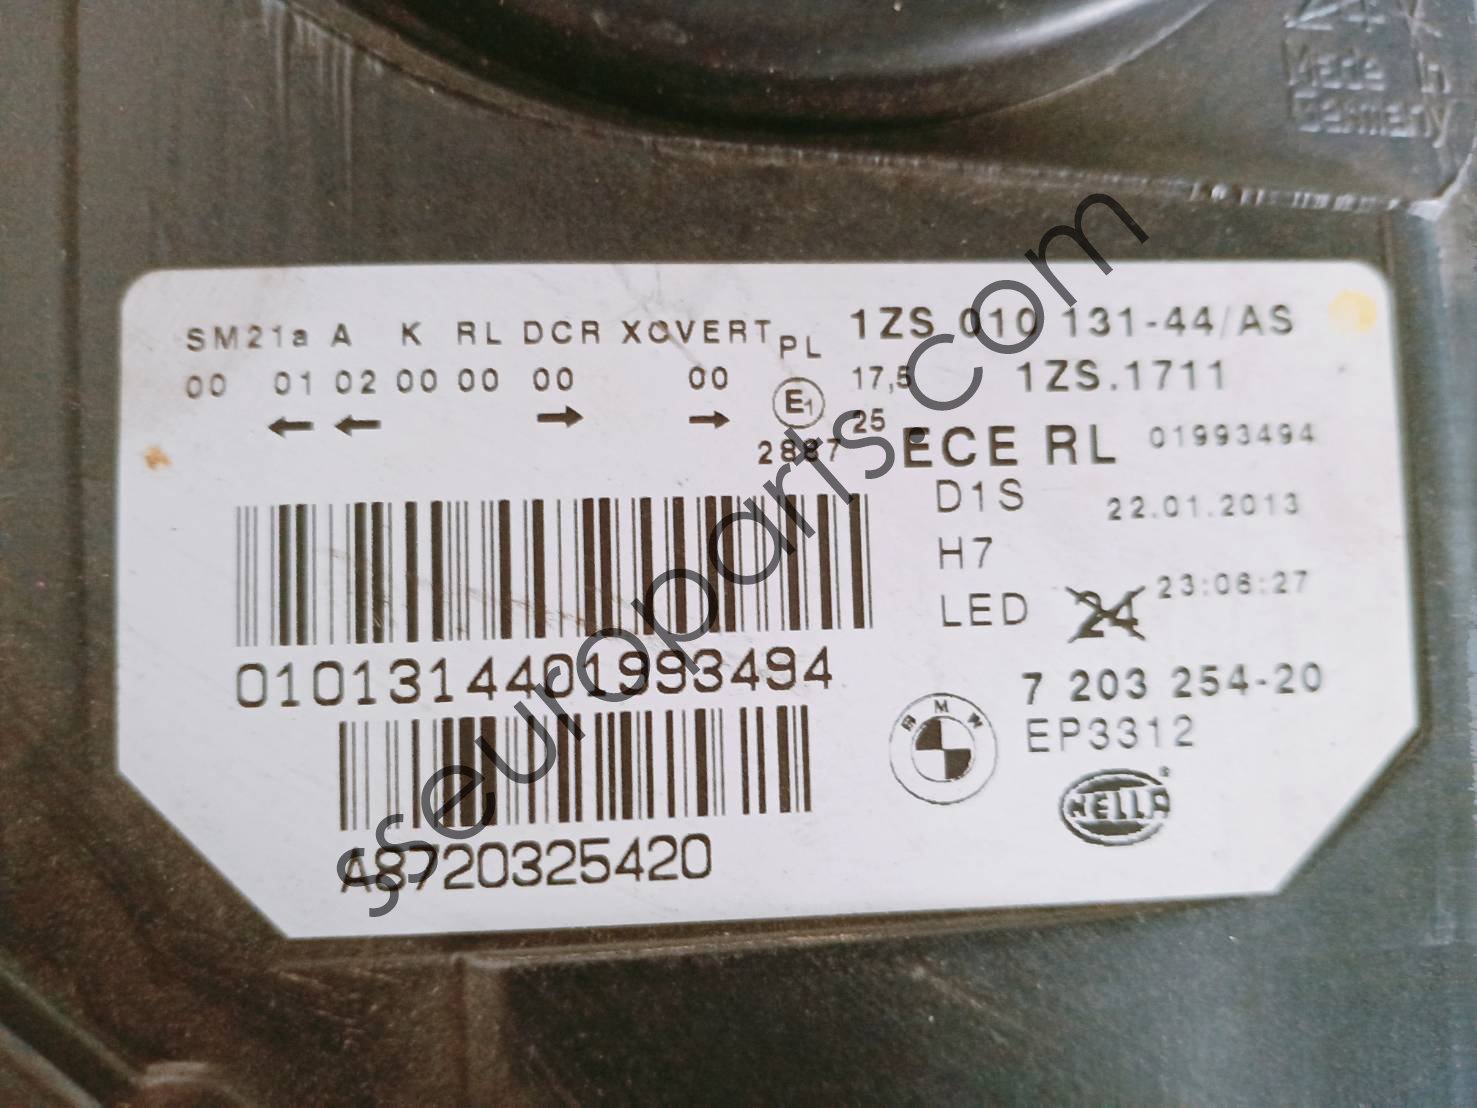 Made In
Germany
SM21a A K RL DCR XCVERT PL 1ZS 010 131-44/AS
00 01 02 00 00 00 00 E1 17,5 1ZS.1711
← ← → → 25
2887 ECE RL 01993494
D1S 22.01.2013
H7
LED 24 23:06:27
0101314401993494
7 203 254-20
BMW EP3312
HELLA
A8720325420
sseuroparts.com